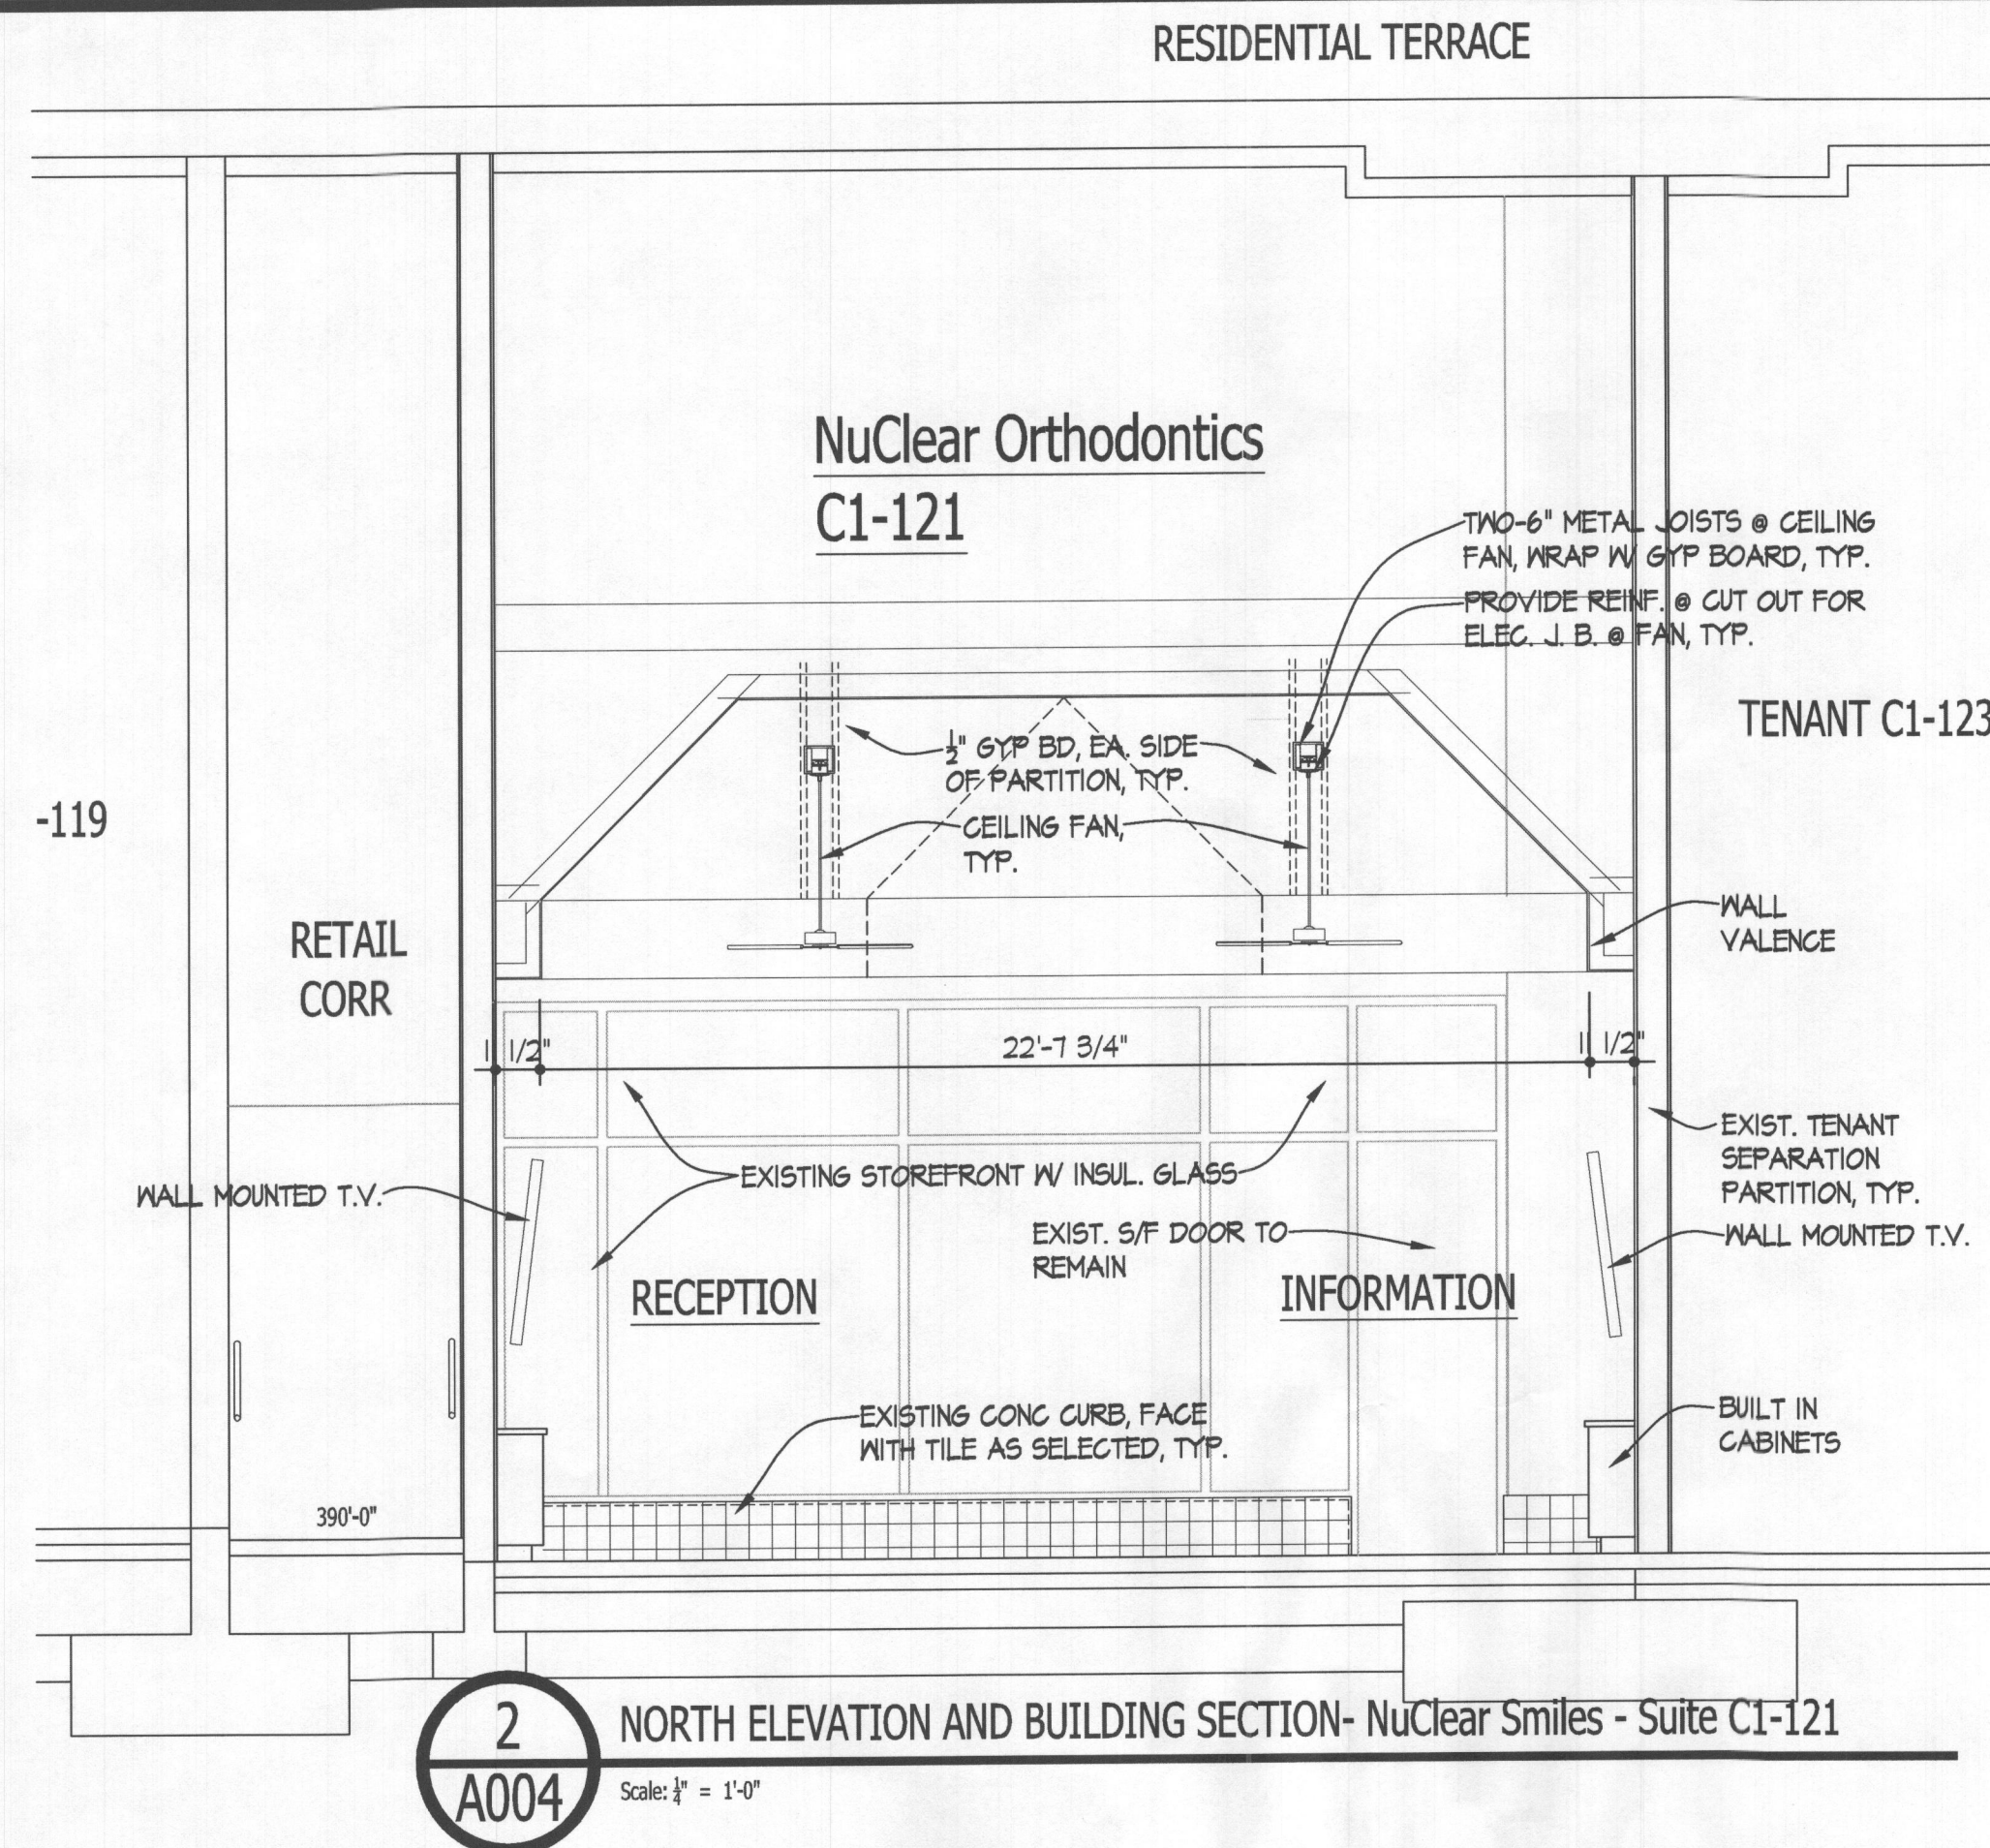 RESIDENTIAL TERRACE
NuClear Orthodontics
C1-121
TWO-6" METAL JOISTS @ CEILING
FAN, WRAP W/ GYP BOARD, TYP.
PROVIDE REINF. @ CUT OUT FOR
ELEC. J. B. @ FAN, TYP.
TENANT C1-123
½" GYP BD, EA. SIDE
OF PARTITION, TYP.
-119
CEILING FAN,
TYP.
WALL
VALENCE
RETAIL
CORR
11 1/2"
22'-7 3/4"
11 1/2"
EXIST. TENANT
SEPARATION
PARTITION, TYP.
EXISTING STOREFRONT W/ INSUL. GLASS
WALL MOUNTED T.V.
EXIST. S/F DOOR TO
REMAIN
WALL MOUNTED T.V.
RECEPTION
INFORMATION
EXISTING CONC CURB, FACE
WITH TILE AS SELECTED, TYP.
BUILT IN
CABINETS
390'-0"
2
A004
NORTH ELEVATION AND BUILDING SECTION- NuClear Smiles - Suite C1-121
Scale: ¼" = 1'-0"